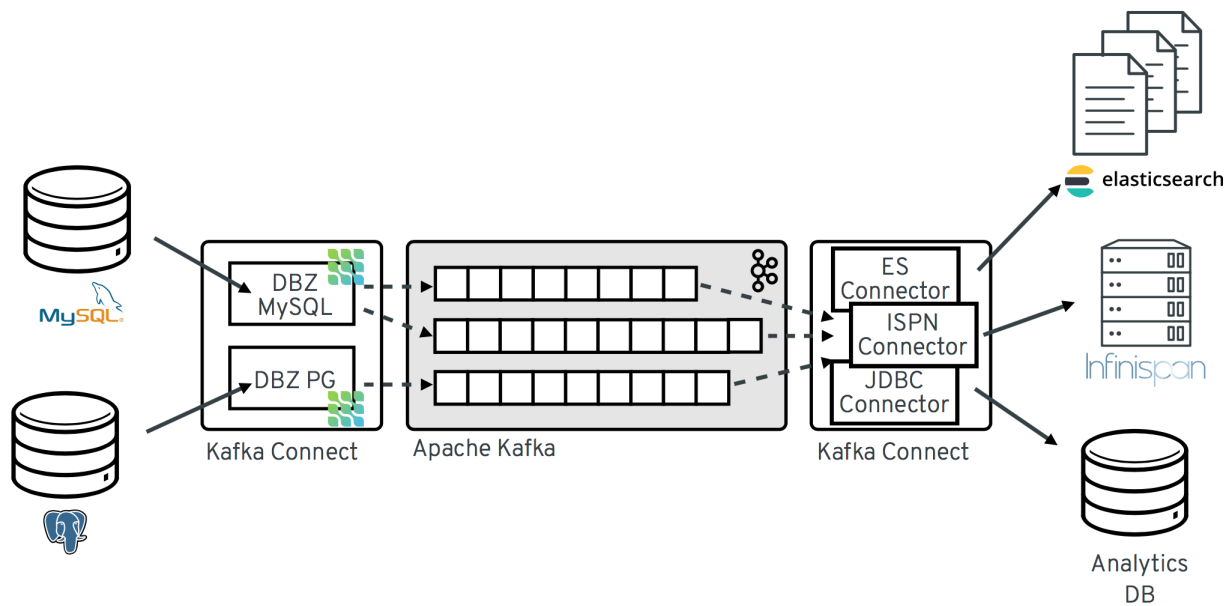 elasticsearch
DBZ
MySQL
ES
Connector
ISPN
Connector
MySQL
Infinispan
DBZ PG
JDBC
Connector
Kafka Connect
Apache Kafka
Kafka Connect
Analytics
DB